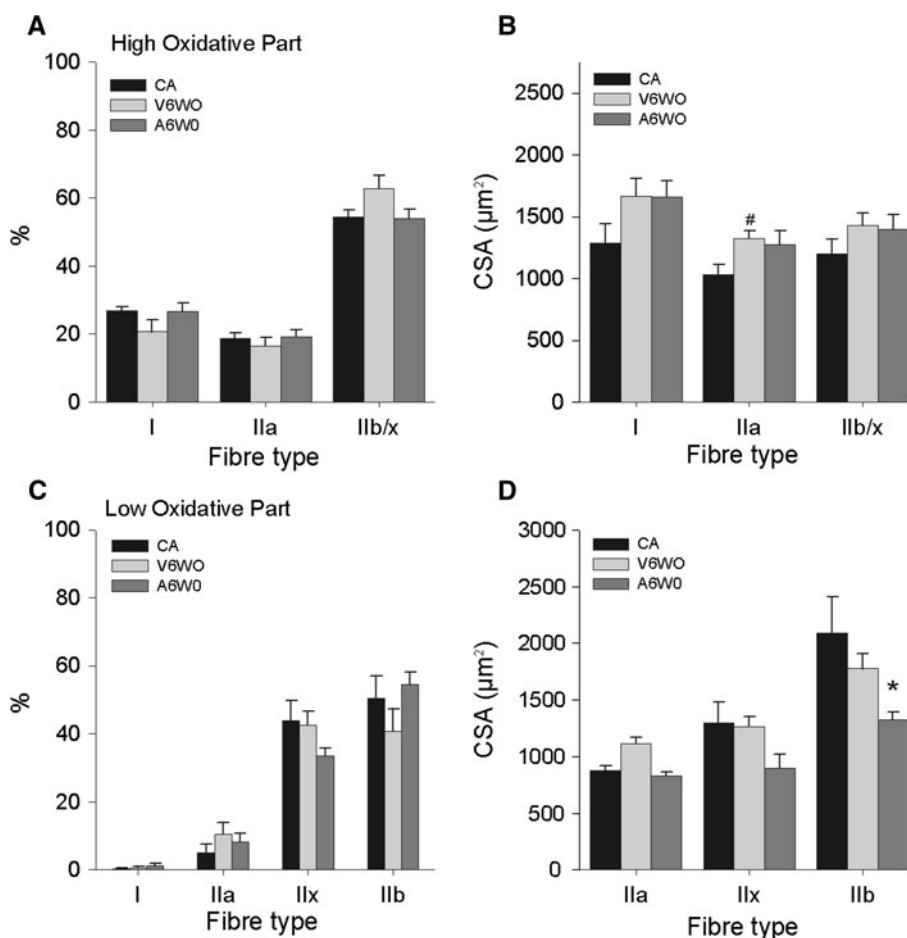 A
High Oxidative Part
100
80
60
40
20
0
%
CA
V6WO
A6W0
I
IIa
IIb/x
Fibre type
B
2500
2000
1500
1000
500
0
CSA (µm²)
CA
V6WO
A6WO
#
I
IIa
IIb/x
Fibre type
C
Low Oxidative Part
100
80
60
40
20
0
%
CA
V6WO
A6W0
I
IIa
IIx
IIb
Fibre type
D
3000
2500
2000
1500
1000
500
0
CSA (µm²)
CA
V6WO
A6W0
*
IIa
IIx
IIb
Fibre type